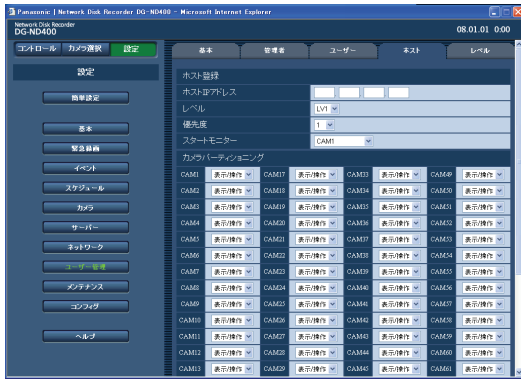 Panasonic | Network Disk Recorder DG-ND400 - Microsoft Internet Explorer
Network Disk Recorder
DG-ND400
08.01.01 0:00
コントロール カメラ選択 設定
基本 管理者 ユーザー ホスト レベル
設定
簡単設定
基本
緊急録画
イベント
スケジュール
カメラ
サーバー
ネットワーク
ユーザー管理
メンテナンス
コンフィグ
ヘルプ
ホスト登録
ホストIPアドレス
レベル LV1
優先度 1
スタートモニター CAM1
カメラパーティショニング
CAM1 表示/操作 CAM17 表示/操作 CAM33 表示/操作 CAM49 表示/操作
CAM2 表示/操作 CAM18 表示/操作 CAM34 表示/操作 CAM50 表示/操作
CAM3 表示/操作 CAM19 表示/操作 CAM35 表示/操作 CAM51 表示/操作
CAM4 表示/操作 CAM20 表示/操作 CAM36 表示/操作 CAM52 表示/操作
CAM5 表示/操作 CAM21 表示/操作 CAM37 表示/操作 CAM53 表示/操作
CAM6 表示/操作 CAM22 表示/操作 CAM38 表示/操作 CAM54 表示/操作
CAM7 表示/操作 CAM23 表示/操作 CAM39 表示/操作 CAM55 表示/操作
CAM8 表示/操作 CAM24 表示/操作 CAM40 表示/操作 CAM56 表示/操作
CAM9 表示/操作 CAM25 表示/操作 CAM41 表示/操作 CAM57 表示/操作
CAM10 表示/操作 CAM26 表示/操作 CAM42 表示/操作 CAM58 表示/操作
CAM11 表示/操作 CAM27 表示/操作 CAM43 表示/操作 CAM59 表示/操作
CAM12 表示/操作 CAM28 表示/操作 CAM44 表示/操作 CAM60 表示/操作
CAM13 表示/操作 CAM29 表示/操作 CAM45 表示/操作 CAM61 表示/操作